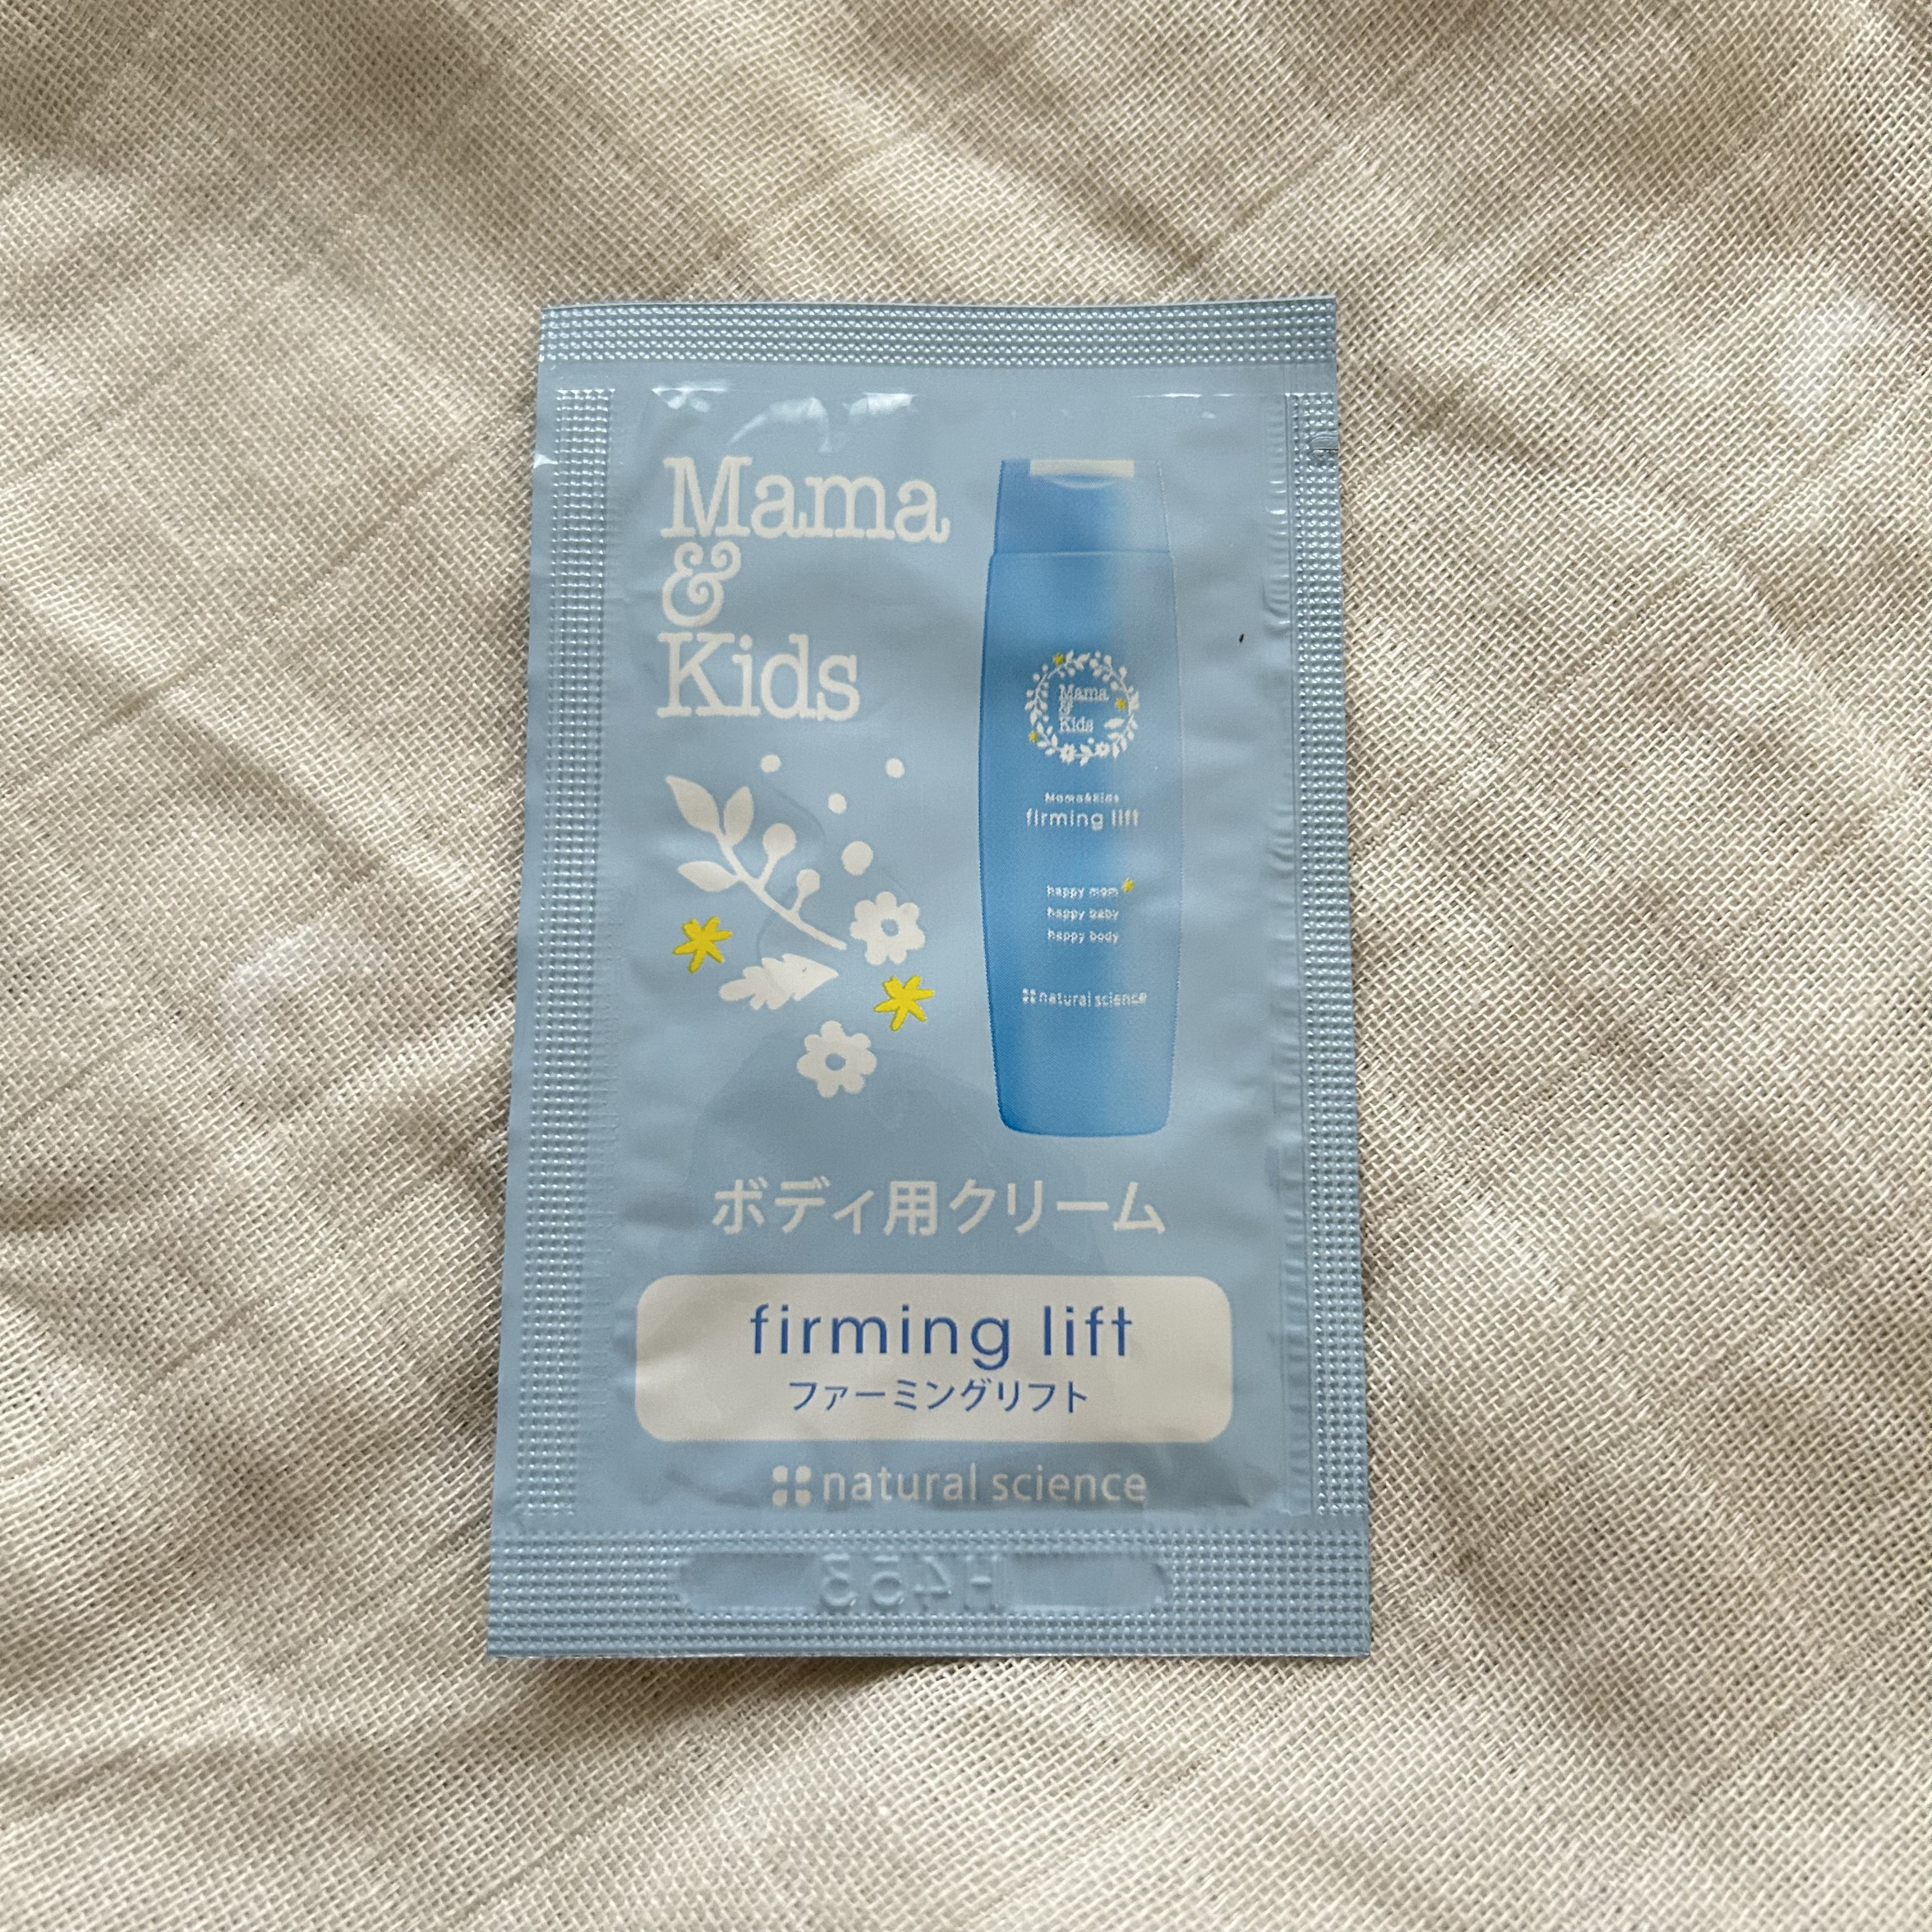 Mama
&
Kids
Mama
&
Kids
Mama&Kids
firming lift
happy mom
happy baby
happy body
natural science
ボディ用クリーム
firming lift
ファーミングリフト
natural science
H453